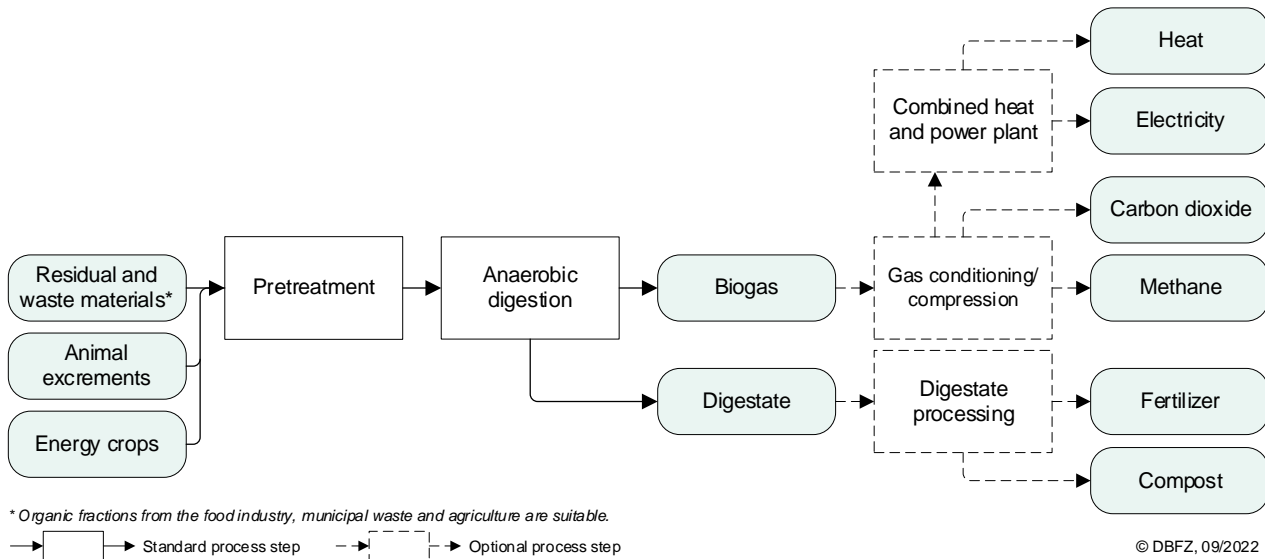 Heat
Combined heat
and power plant
Electricity
Carbon dioxide
Residual and
waste materials*
Pretreatment
Anaerobic
digestion
Biogas
Gas conditioning/
compression
Methane
Animal
excrements
Digestate
Digestate
processing
Fertilizer
Energy crops
Compost
* Organic fractions from the food industry, municipal waste and agriculture are suitable.
Standard process step
Optional process step
© DBFZ, 09/2022